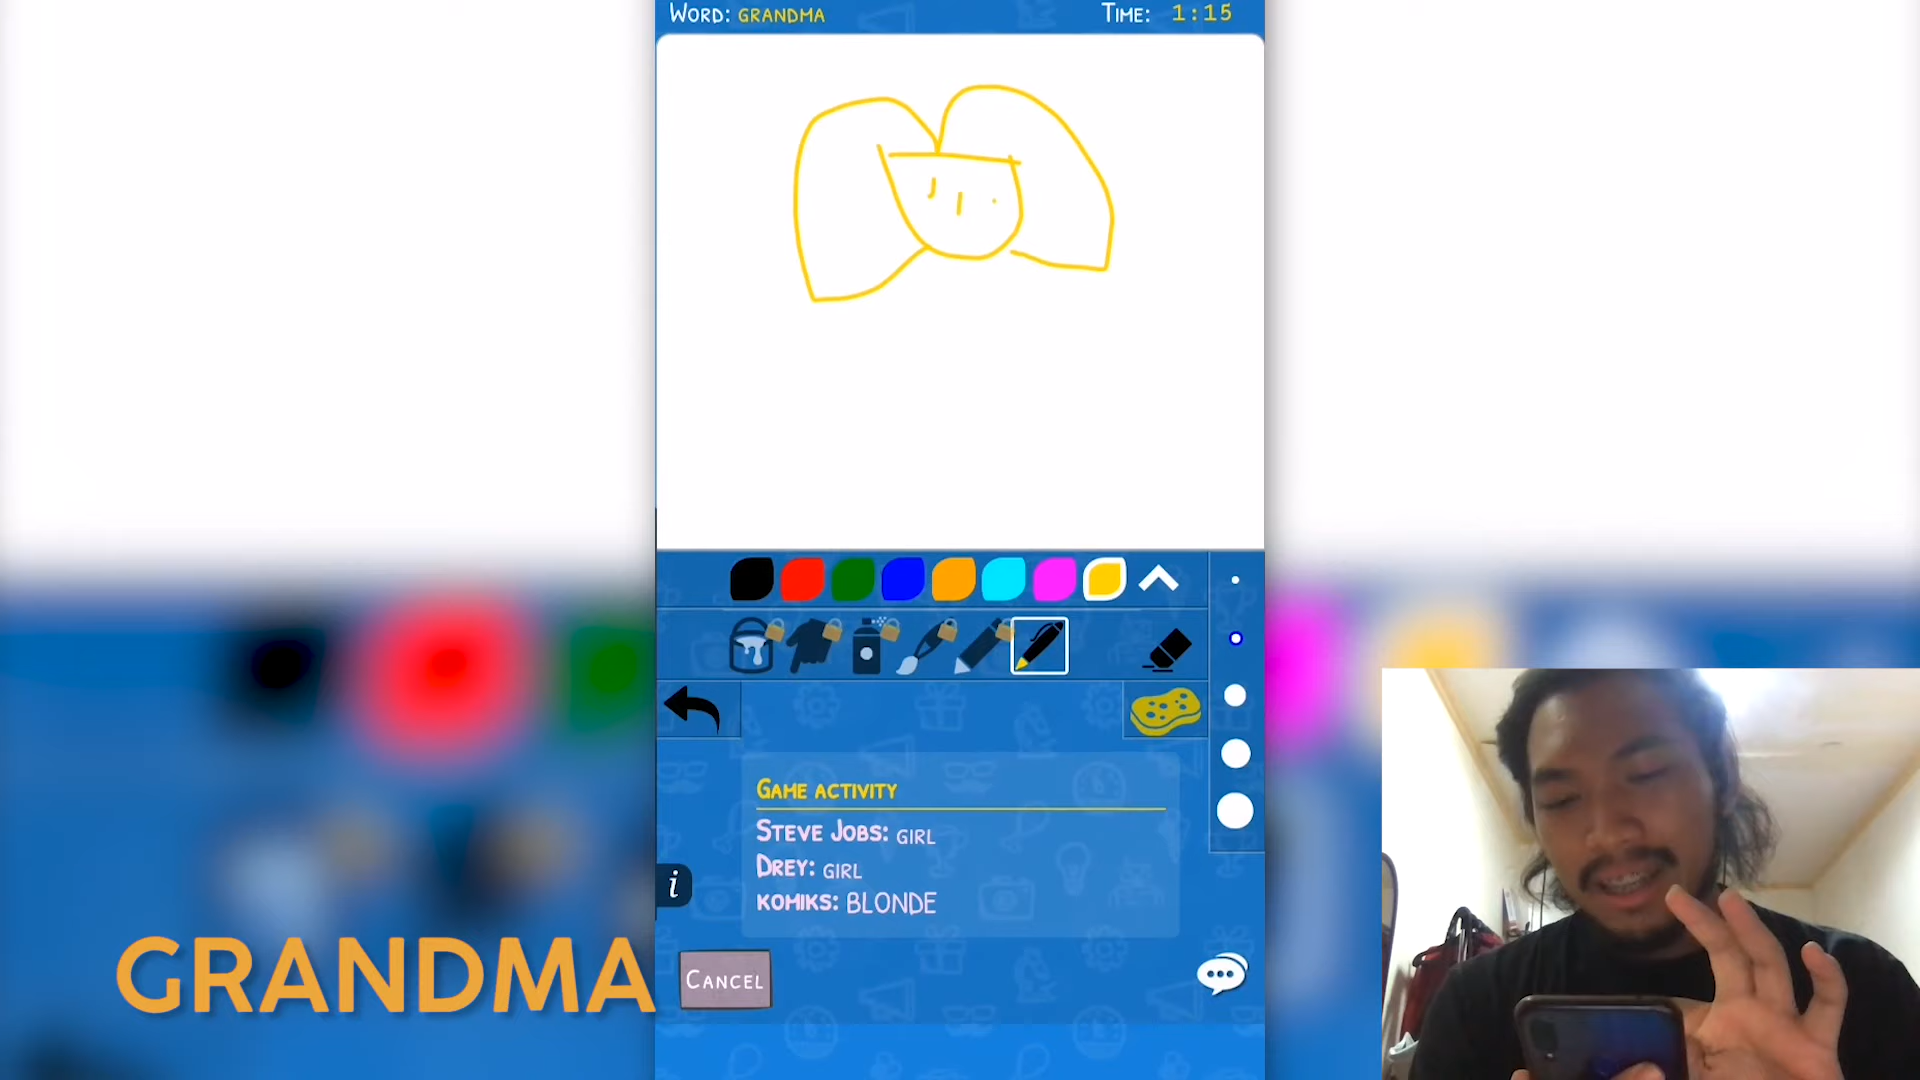 WORD: GRANDMA
TIME: 1:15
GAME ACTIVITY
STEVE JOBS: GIRL
DREY: GIRL
KOMIKS: BLONDE
i
GRANDMA
CANCEL